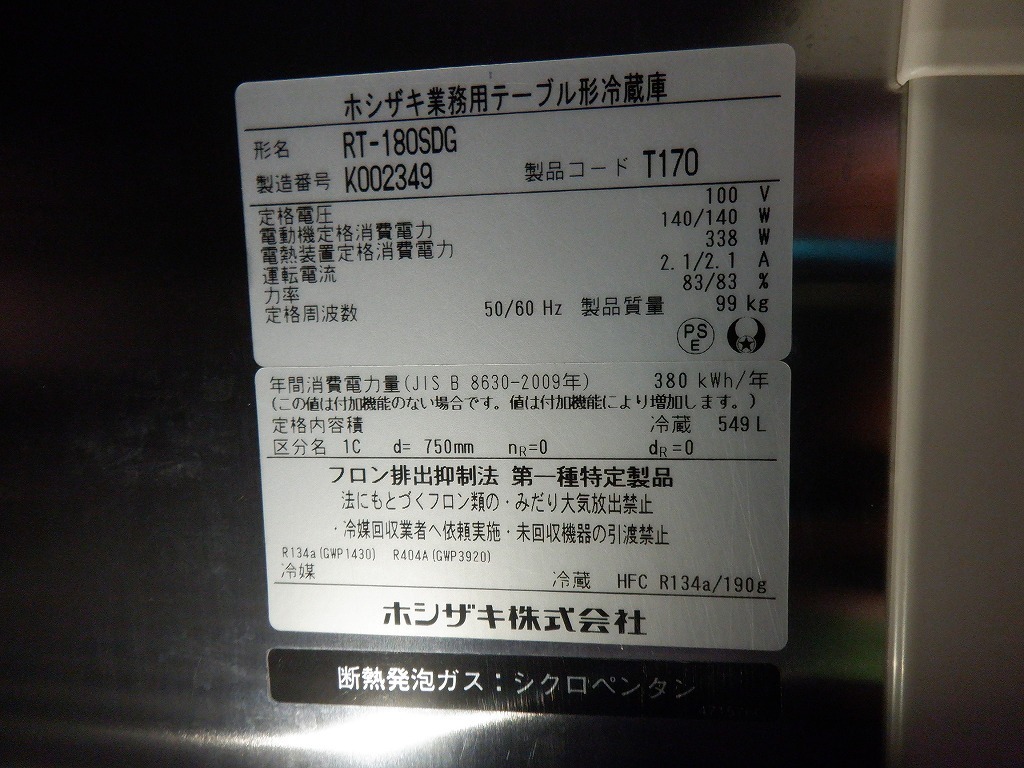 ホシザキ業務用テーブル形冷蔵庫
形名 RT-180SDG
製造番号 K002349 製品コード T170
定格電圧 100 V
電動機定格消費電力 140/140 W
電熱装置定格消費電力 338 W
運転電流 2.1/2.1 A
力率 83/83 %
定格周波数 50/60 Hz 製品質量 99 kg
PS
E
年間消費電力量(JIS B 8630-2009年) 380 kWh/年
(この値は付加機能のない場合です。値は付加機能により増加します。)
定格内容積 冷蔵 549 L
区分名 1C d= 750mm nR=0 dR=0
フロン排出抑制法 第一種特定製品
法にもとづくフロン類の・みだり大気放出禁止
・冷媒回収業者へ依頼実施・未回収機器の引渡禁止
R134a(GWP1430) R404A(GWP3920)
冷媒 冷蔵 HFC R134a/190g
ホシザキ株式会社
断熱発泡ガス:シクロペンタン